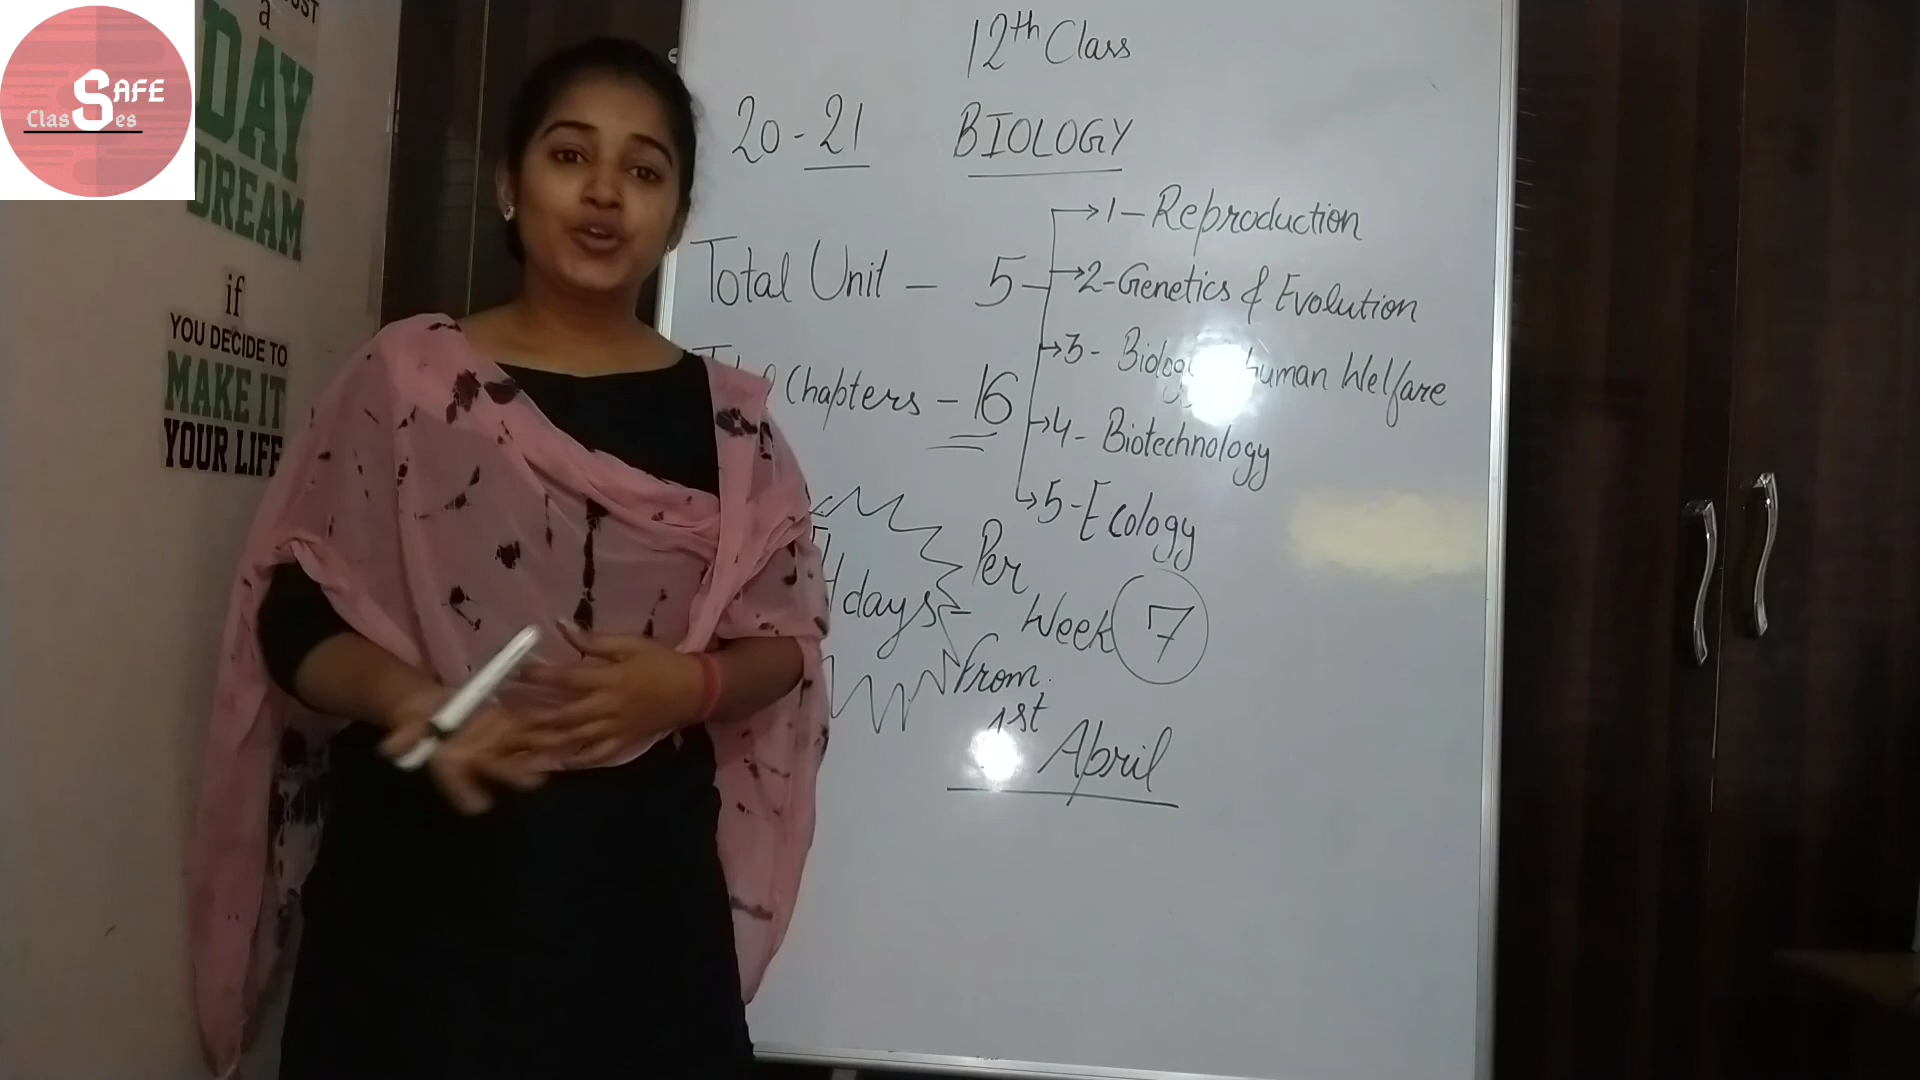 SAFE
Classes
a
DAY
DREAM
if
YOU DECIDE TO
MAKE IT
YOUR LIFE
12th Class
20-21 BIOLOGY
Total Unit - 5
→1-Reproduction
→2-Genetics & Evolution
→3- Biology human Welfare
→4- Biotechnology
→5-Ecology
Chapters - 16
days -
Per
Week 7
From
1st
April